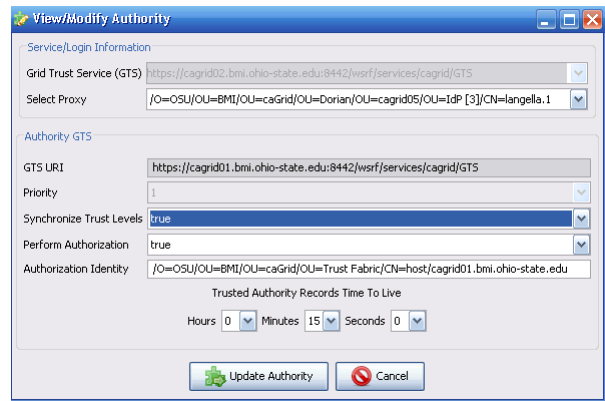 View/Modify Authority
Service/Login Information
Grid Trust Service (GTS) https://cagrid02.bmi.ohio-state.edu:8442/wsrf/services/cagrid/GTS
Select Proxy /O=OSU/OU=BMI/OU=caGrid/OU=Dorian/OU=cagrid05/OU=IdP [3]/CN=langella.1
Authority GTS
GTS URI https://cagrid01.bmi.ohio-state.edu:8442/wsrf/services/cagrid/GTS
Priority 1
Synchronize Trust Levels true
Perform Authorization true
Authorization Identity /O=OSU/OU=BMI/OU=caGrid/OU=Trust Fabric/CN=host/cagrid01.bmi.ohio-state.edu
Trusted Authority Records Time To Live
Hours 0 Minutes 15 Seconds 0
Update Authority Cancel